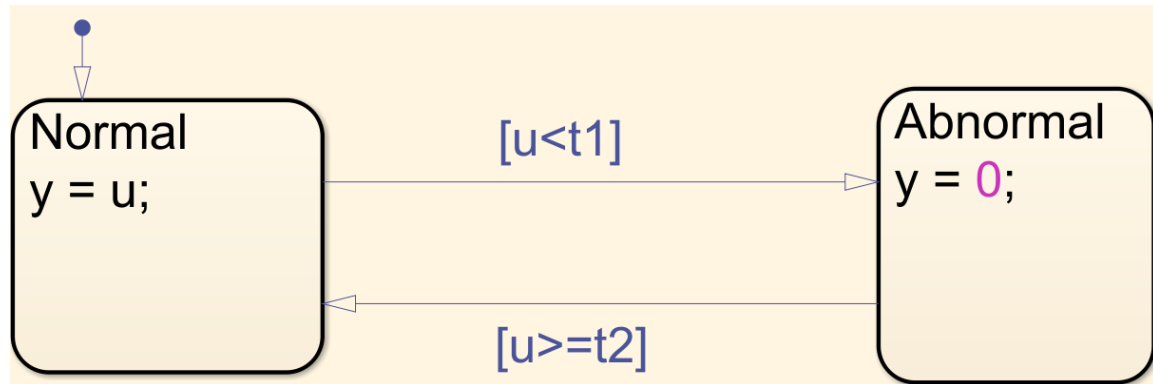 Normal
y = u;
[u<t1]
Abnormal
y = 0;
[u>=t2]